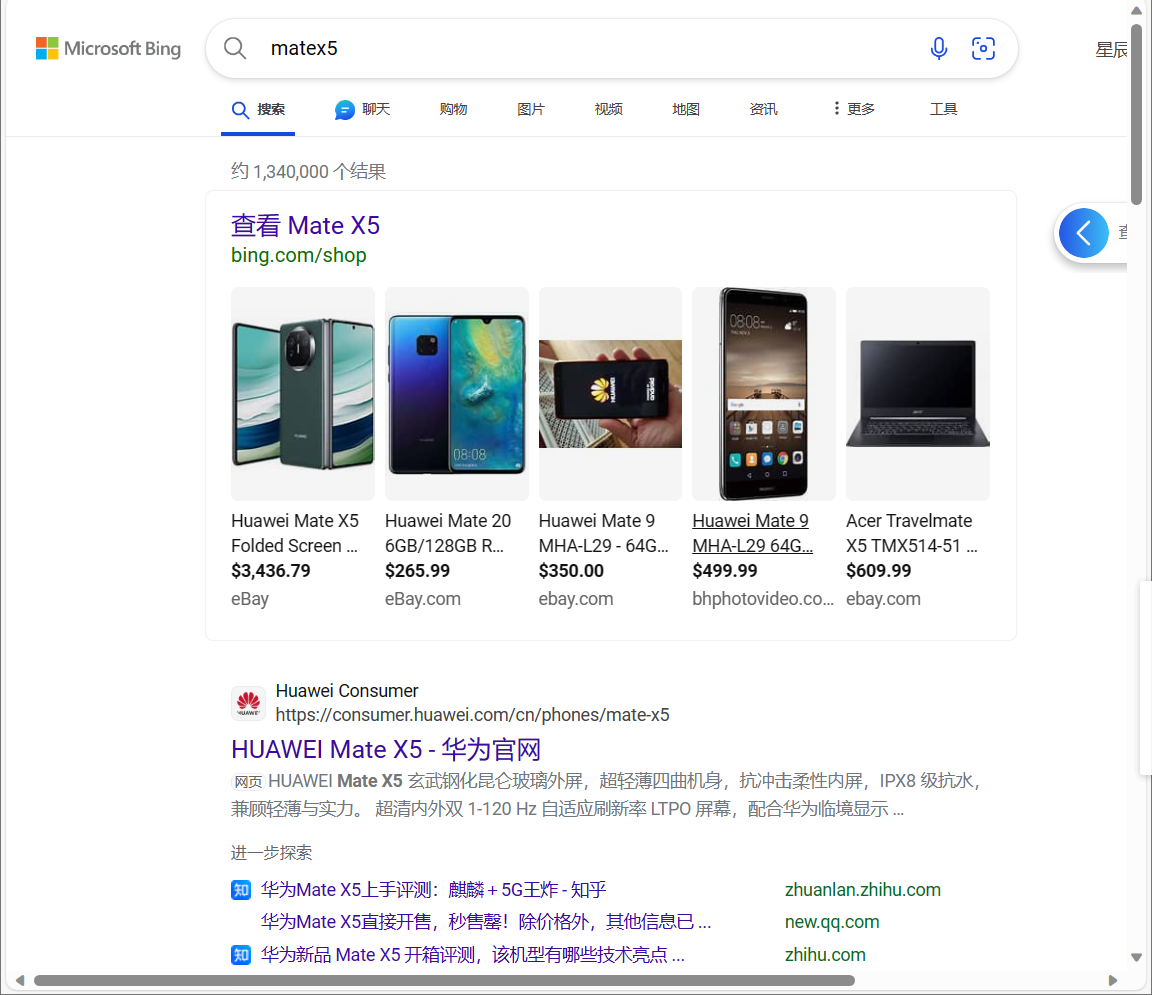 Microsoft Bing
matex5
星辰
搜索
聊天
购物
图片
视频
地图
资讯
更多
工具
约 1,340,000 个结果
查看 Mate X5
bing.com/shop
08:08
08:08
HUAWEI
Huawei Mate X5
Folded Screen ...
$3,436.79
eBay
Huawei Mate 20
6GB/128GB R...
$265.99
eBay.com
Huawei Mate 9
MHA-L29 - 64G...
$350.00
ebay.com
Huawei Mate 9
MHA-L29 64G...
$499.99
bhphotovideo.co...
Acer Travelmate
X5 TMX514-51 ...
$609.99
ebay.com
HUAWEI
Huawei Consumer
https://consumer.huawei.com/cn/phones/mate-x5
HUAWEI Mate X5 - 华为官网
网页 HUAWEI Mate X5 玄武钢化昆仑玻璃外屏，超轻薄四曲机身，抗冲击柔性内屏，IPX8 级抗水，
兼顾轻薄与实力。 超清内外双 1-120 Hz 自适应刷新率 LTPO 屏幕，配合华为临境显示 ...
进一步探索
知 华为Mate X5上手评测：麒麟＋5G王炸 - 知乎 zhuanlan.zhihu.com
华为Mate X5直接开售，秒售罄！除价格外，其他信息已 ... new.qq.com
知 华为新品 Mate X5 开箱评测，该机型有哪些技术亮点 ... zhihu.com